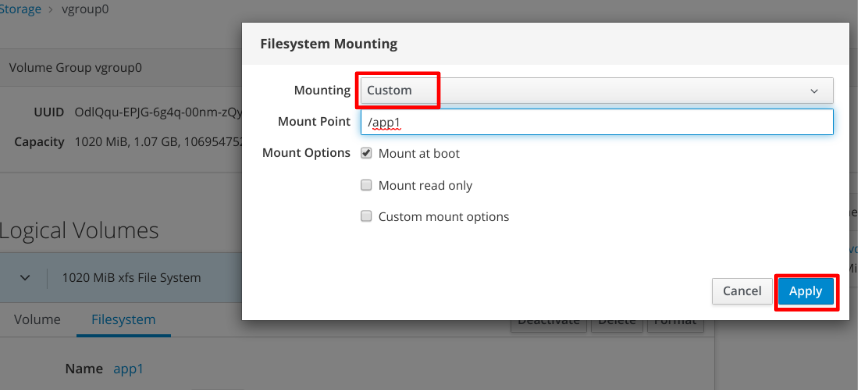 Storage > vgroup0
Filesystem Mounting
Volume Group vgroup0
Mounting Custom
UUID OdlQqu-EPJG-6g4q-00nm-zQy
Mount Point /app1
Capacity 1020 MiB, 1.07 GB, 106954752
Mount Options Mount at boot
Mount read only
Custom mount options
Logical Volumes
1020 MiB xfs File System
Cancel Apply
Volume Filesystem
Deactivate Delete Format
Name app1